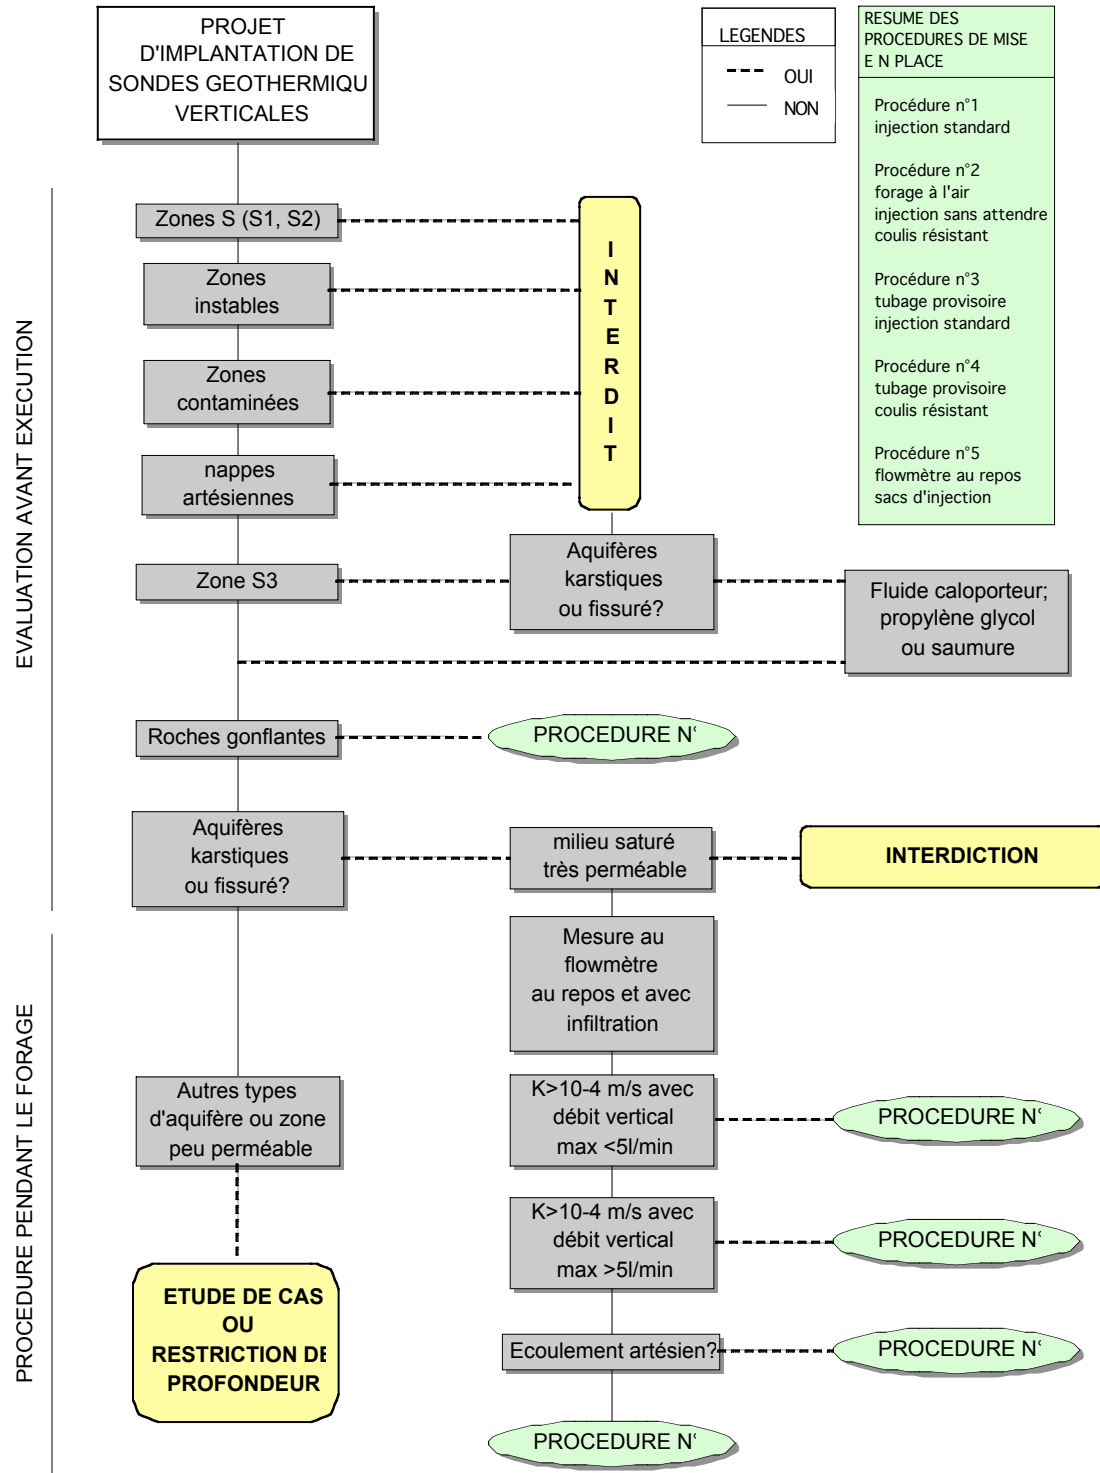 PROJET
D'IMPLANTATION DE
SONDES GEOTHERMIQU
VERTICALES
LEGENDES
OUI
NON
RESUME DES
PROCEDURES DE MISE
E N PLACE
Procédure n°1
injection standard
Procédure n°2
forage à l'air
injection sans attendre
coulis résistant
Procédure n°3
tubage provisoire
injection standard
Procédure n°4
tubage provisoire
coulis résistant
Procédure n°5
flowmètre au repos
sacs d'injection
EVALUATION AVANT EXECUTION
Zones S (S1, S2)
Zones
instables
Zones
contaminées
nappes
artésiennes
INTERDIT
Zone S3
Aquifères
karstiques
ou fissuré?
Fluide caloporteur;
propylène glycol
ou saumure
Roches gonflantes
PROCEDURE N°
Aquifères
karstiques
ou fissuré?
milieu saturé
très perméable
INTERDICTION
PROCEDURE PENDANT LE FORAGE
Mesure au
flowmètre
au repos et avec
infiltration
Autres types
d'aquifère ou zone
peu perméable
K>10-4 m/s avec
débit vertical
max <5l/min
PROCEDURE N°
K>10-4 m/s avec
débit vertical
max >5l/min
PROCEDURE N°
ETUDE DE CAS
OU
RESTRICTION DE
PROFONDEUR
Ecoulement artésien?
PROCEDURE N°
PROCEDURE N°